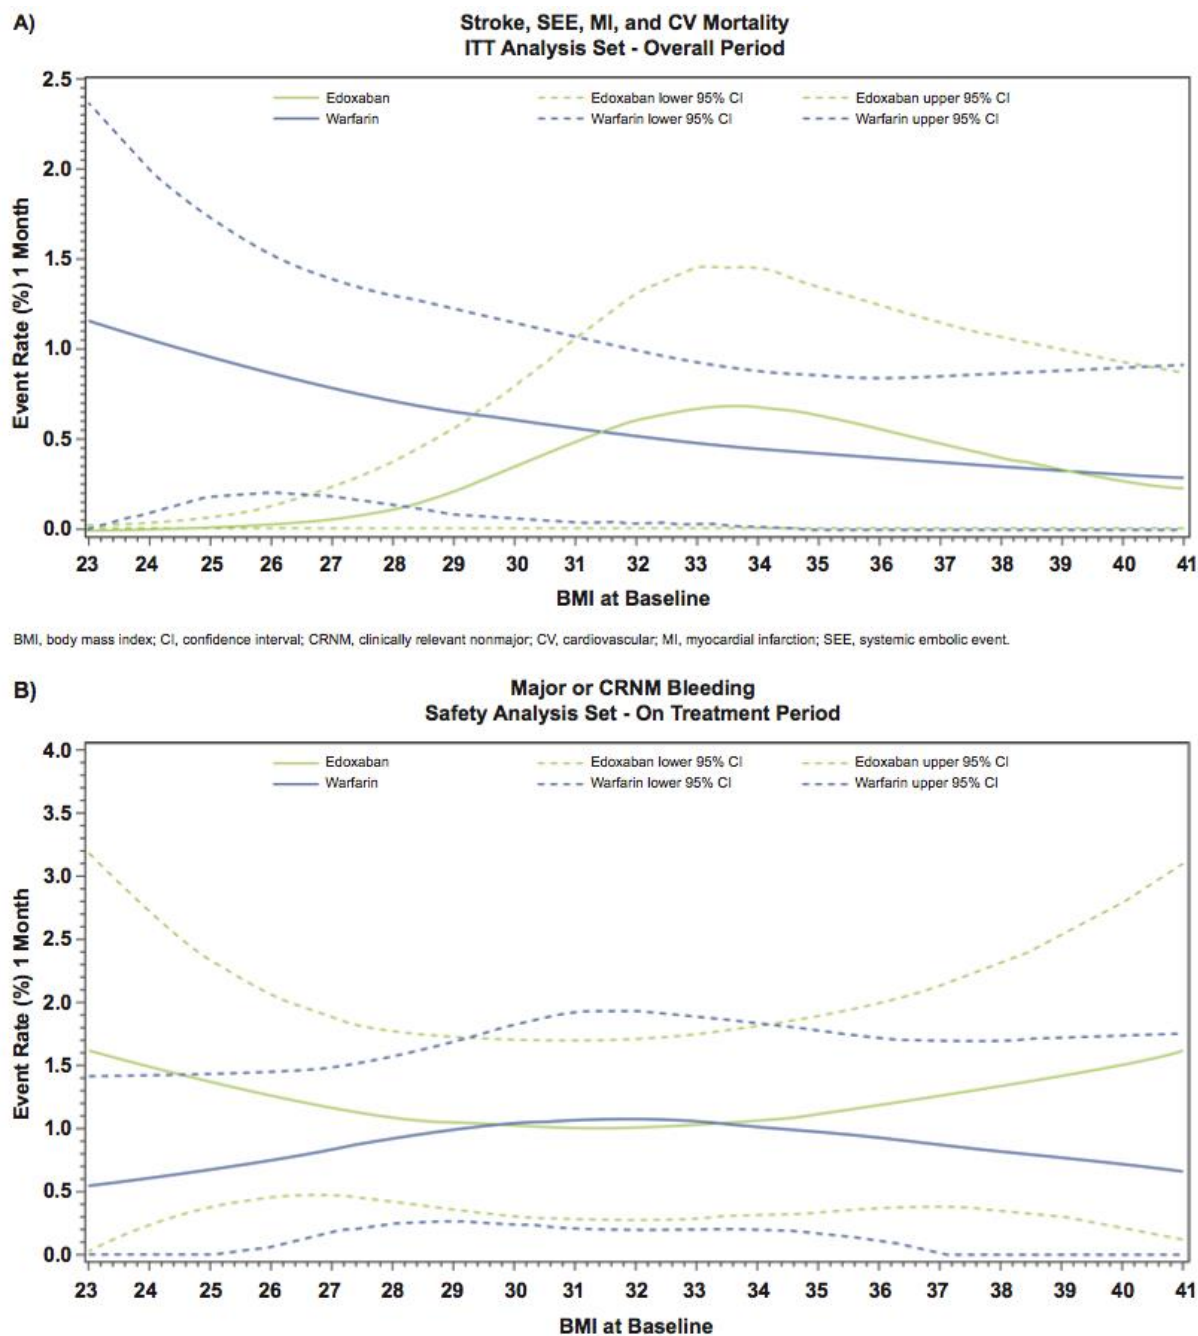 A)
Stroke, SEE, MI, and CV Mortality
ITT Analysis Set - Overall Period
Edoxaban
Edoxaban lower 95% CI
Edoxaban upper 95% CI
Warfarin
Warfarin lower 95% CI
Warfarin upper 95% CI
Event Rate (%) 1 Month
2.5
2.0
1.5
1.0
0.5
0.0
23 24 25 26 27 28 29 30 31 32 33 34 35 36 37 38 39 40 41
BMI at Baseline
BMI, body mass index; CI, confidence interval; CRNM, clinically relevant nonmajor; CV, cardiovascular; MI, myocardial infarction; SEE, systemic embolic event.
B)
Major or CRNM Bleeding
Safety Analysis Set - On Treatment Period
Edoxaban
Edoxaban lower 95% CI
Edoxaban upper 95% CI
Warfarin
Warfarin lower 95% CI
Warfarin upper 95% CI
Event Rate (%) 1 Month
4.0
3.5
3.0
2.5
2.0
1.5
1.0
0.5
0.0
23 24 25 26 27 28 29 30 31 32 33 34 35 36 37 38 39 40 41
BMI at Baseline